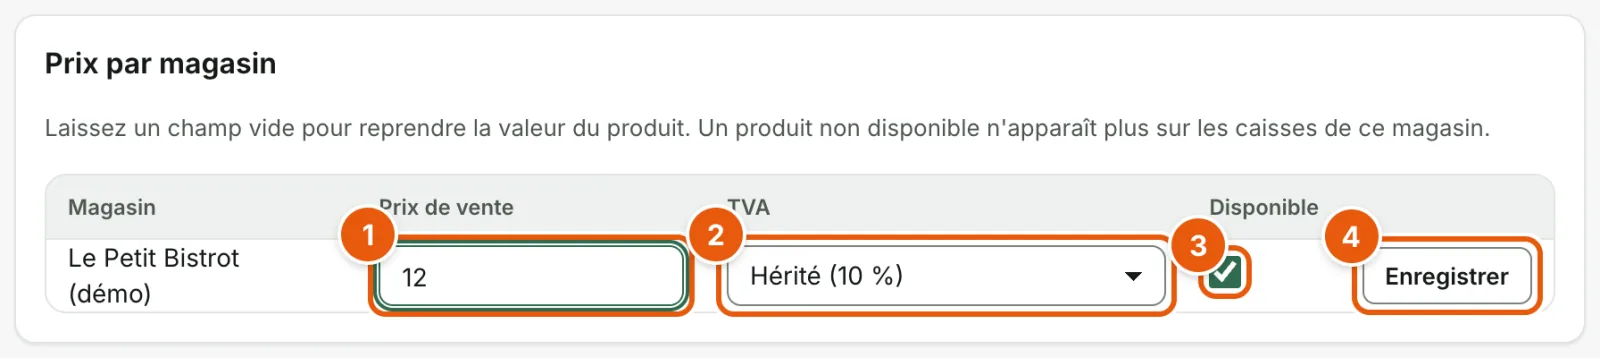 Prix par magasin
Laissez un champ vide pour reprendre la valeur du produit. Un produit non disponible n'apparaît plus sur les caisses de ce magasin.
Magasin Prix de vente TVA Disponible
1 2 3 4
Le Petit Bistrot
(démo)
12 Hérité (10 %) Enregistrer